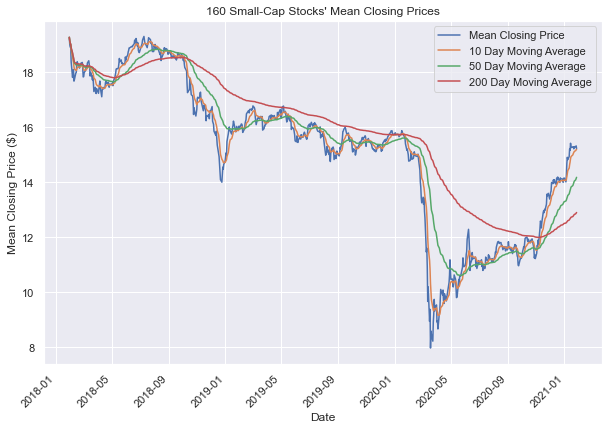 160 Small-Cap Stocks' Mean Closing Prices
Mean Closing Price
10 Day Moving Average
50 Day Moving Average
200 Day Moving Average
Mean Closing Price ($)
18
16
14
12
10
8
2018-01
2018-05
2018-09
2019-01
2019-05
2019-09
2020-01
2020-05
2020-09
2021-01
Date